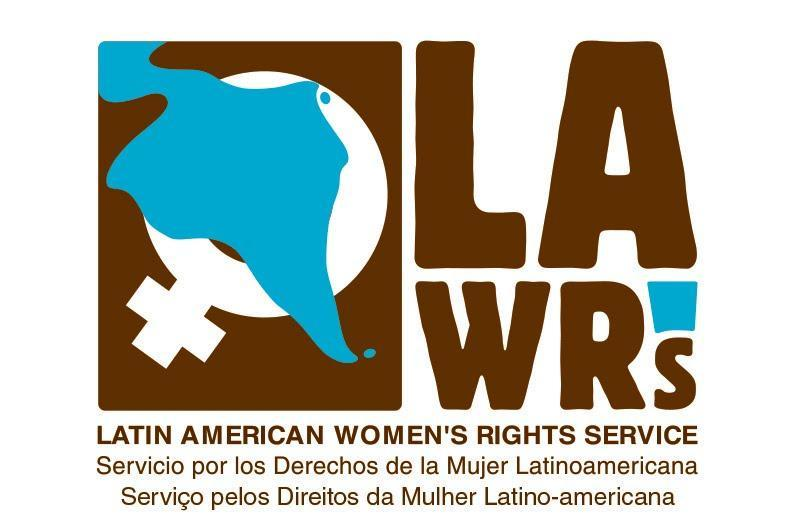 LA
WRs
LATIN AMERICAN WOMEN'S RIGHTS SERVICE
Servicio por los Derechos de la Mujer Latinoamericana
Serviço pelos Direitos da Mulher Latino-americana